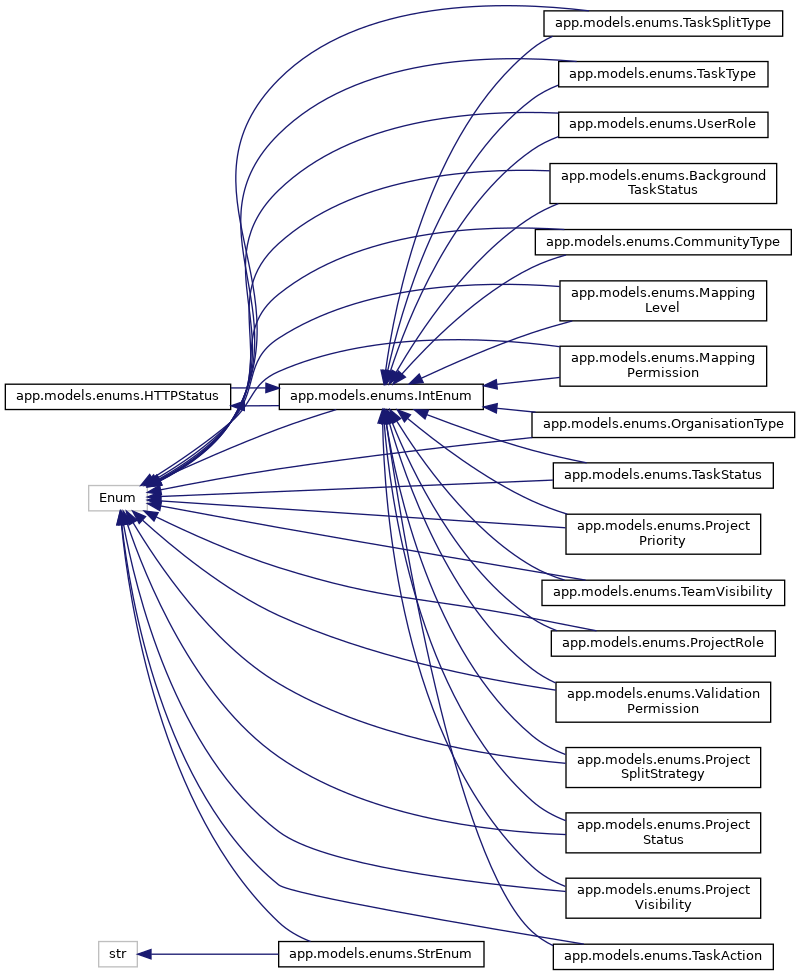 app.models.enums.TaskSplitType
app.models.enums.TaskType
app.models.enums.UserRole
app.models.enums.Background
TaskStatus
app.models.enums.CommunityType
app.models.enums.Mapping
Level
app.models.enums.Mapping
Permission
app.models.enums.HTTPStatus
app.models.enums.IntEnum
app.models.enums.OrganisationType
app.models.enums.TaskStatus
Enum
app.models.enums.Project
Priority
app.models.enums.TeamVisibility
app.models.enums.ProjectRole
app.models.enums.Validation
Permission
app.models.enums.Project
SplitStrategy
app.models.enums.Project
Status
app.models.enums.Project
Visibility
str
app.models.enums.StrEnum
app.models.enums.TaskAction